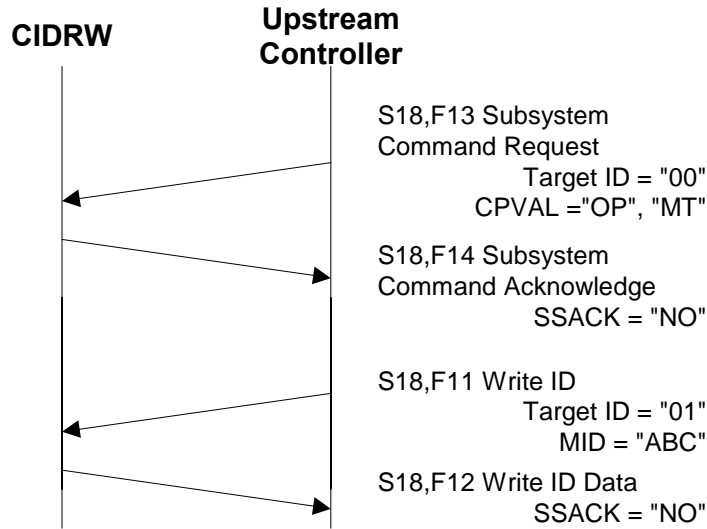 CIDRW
Upstream
Controller
S18,F13 Subsystem
Command Request
Target ID = "00"
CPVAL ="OP", "MT"
S18,F14 Subsystem
Command Acknowledge
SSACK = "NO"
S18,F11 Write ID
Target ID = "01"
MID = "ABC"
S18,F12 Write ID Data
SSACK = "NO"